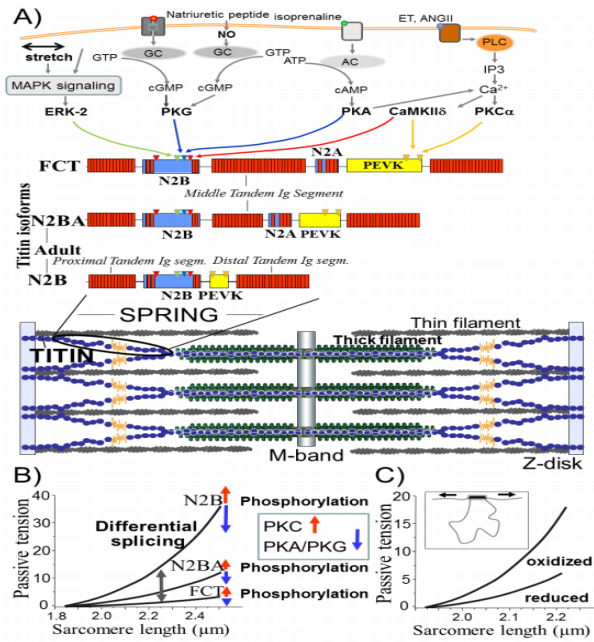 A)
Natriuretic peptide isoprenaline ET, ANGII
NO
stretch GC GC GTP AC PLC
MAPK signaling GTP ATP IP3
cGMP cGMP cAMP Ca2+
ERK-2 PKG PKA CaMKIIδ PKCα
N2A
FCT PEVK
N2B
Middle Tandem Ig Segment
Titin isoforms
N2BA
N2B N2A PEVK
Adult
Proximal Tandem Ig segm. Distal Tandem Ig segm.
N2B
N2B PEVK
SPRING
Thin filament
TITIN Thick filament
M-band
Z-disk
B)
Passive tension
40
30
20
10
0
N2B Phosphorylation
Differential
splicing
PKC
PKA/PKG
N2BA Phosphorylation
FCT Phosphorylation
1.8 2.0 2.2 2.4
Sarcomere length (µm)
C)
Passive tension
20
15
10
5
0
oxidized
reduced
2.0 2.1 2.2
Sarcomere length (µm)